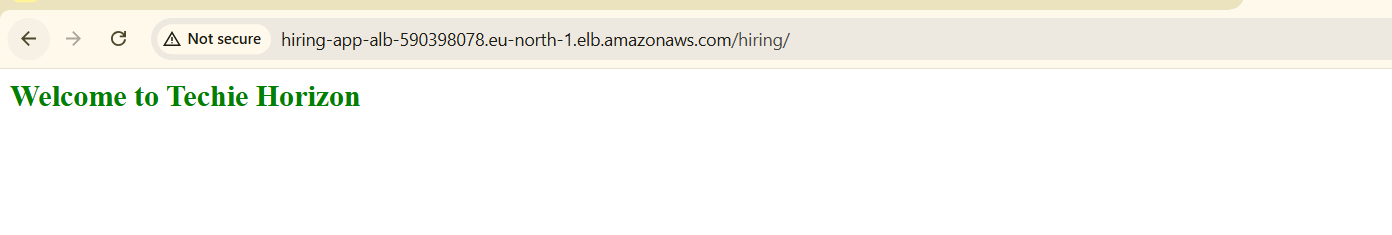 Not secure hiring-app-alb-590398078.eu-north-1.elb.amazonaws.com/hiring/
Welcome to Techie Horizon